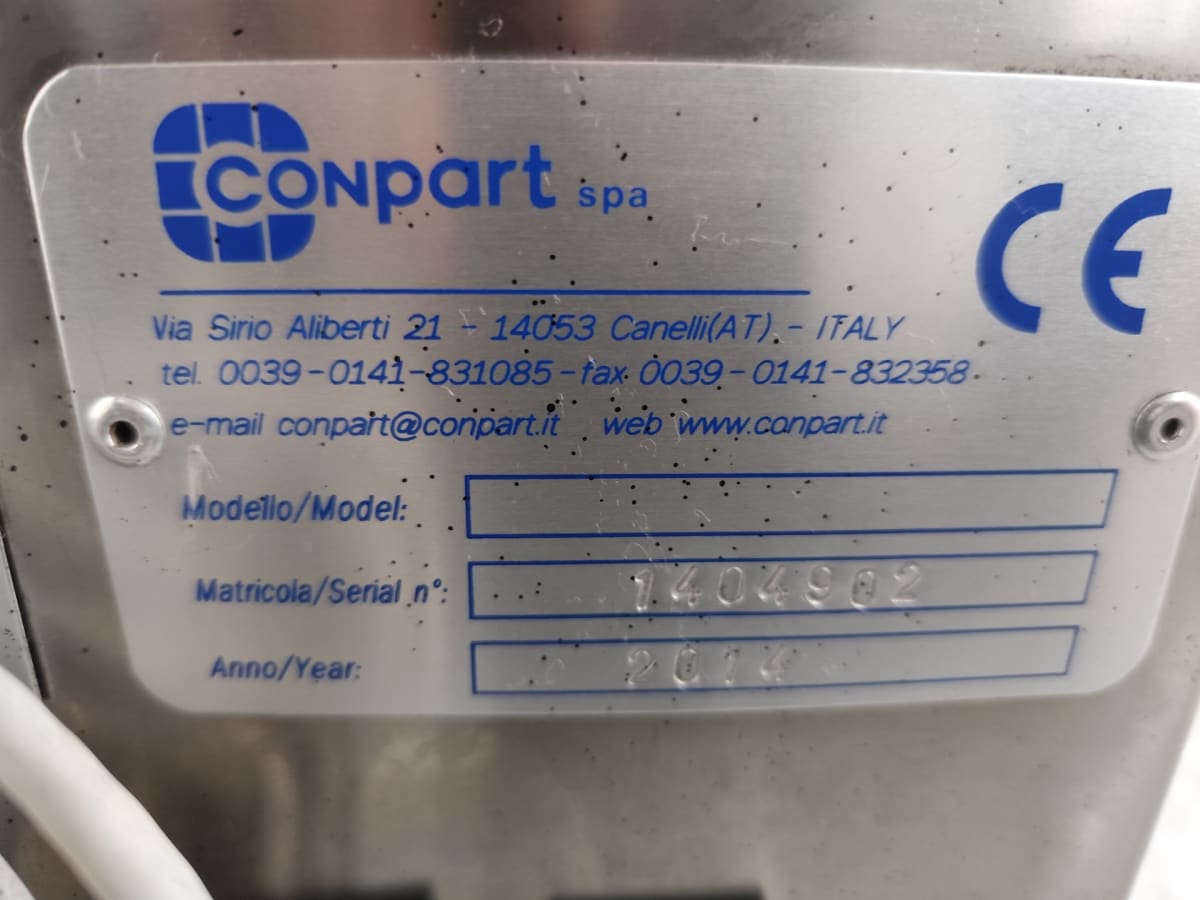 CONpart spa
CE
Via Sirio Aliberti 21 - 14053 Canelli(AT) - ITALY
tel. 0039-0141-831085-fax 0039-0141-832358
e-mail conpart@conpart.it web www.conpart.it
Modello/Model:
Matricola/Serial n°: 1404902
Anno/Year: 2014